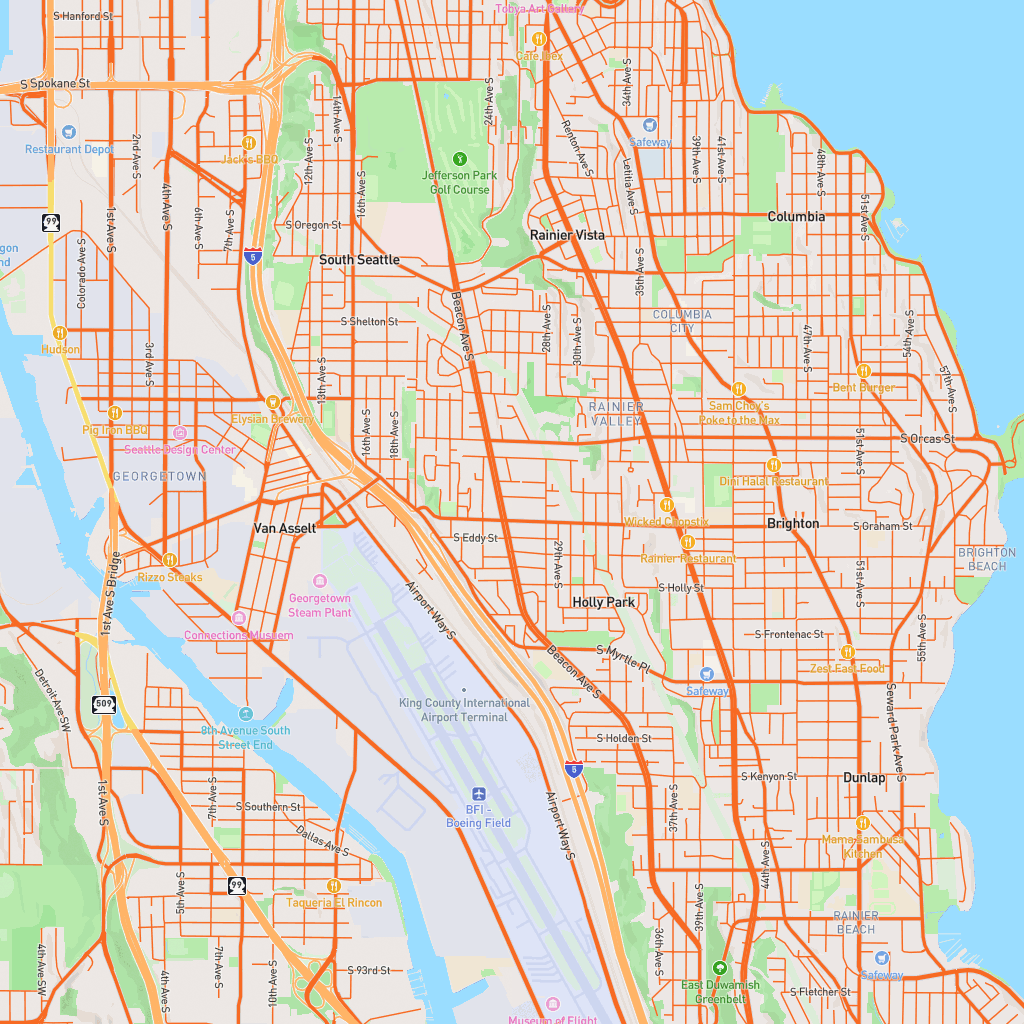 Tobya Art Gallery
S Hanford St
Cafe Ibex
S Spokane St
24th Ave S
34th Ave S
14th Ave S
Restaurant Depot
2nd Ave S
Jack's BBQ
12th Ave S
Renton Ave S
Safeway
39th Ave S
41st Ave S
48th Ave S
Jefferson Park
Golf Course
Letitia Ave S
16th Ave S
4th Ave S
51st Ave S
99
1st Ave S
6th Ave S
7th Ave S
S Oregon St
Columbia
Rainier Vista
5
South Seattle
Colorado Ave S
35th Ave S
S Shelton St
Beacon Ave S
28th Ave S
30th Ave S
COLUMBIA
CITY
47th Ave S
54th Ave S
Hudson
3rd Ave S
13th Ave S
Bent Burger
57th Ave S
Sam Choy's
Poke to the Max
Pig Iron BBQ
Elysian Brewery
RAINIER
VALLEY
16th Ave S
18th Ave S
Seattle Design Center
S Orcas St
51st Ave S
GEORGETOWN
Dini Halal Restaurant
Van Asselt
Wicked Chopstix
Brighton
S Graham St
S Eddy St
Rainier Restaurant
BRIGHTON
BEACH
29th Ave S
Rizzo Steaks
1st Ave S Bridge
Georgetown
Steam Plant
S Holly St
51st Ave S
Holly Park
Airport Way S
Connections Museem
S Frontenac St
55th Ave S
Beacon Ave S
S Myrtle Pl
Zest East Food
Safeway
Detroit Ave SW
509
King County International
Airport Terminal
8th Avenue South
Street End
Seward Park Ave S
S Holden St
5
S Kenyon St
Dunlap
1st Ave S
7th Ave S
S Southern St
BFI -
Boeing Field
Airport Way S
37th Ave S
Dallas Ave S
Mama Sambusa
Kitchen
44th Ave S
99
5th Ave S
Taqueria El Rincon
39th Ave S
RAINIER
BEACH
4th Ave SW
7th Ave S
4th Ave S
10th Ave S
S 93rd St
36th Ave S
Safeway
East Duwamish
Greenbelt
S Fletcher St
Museum of Flight